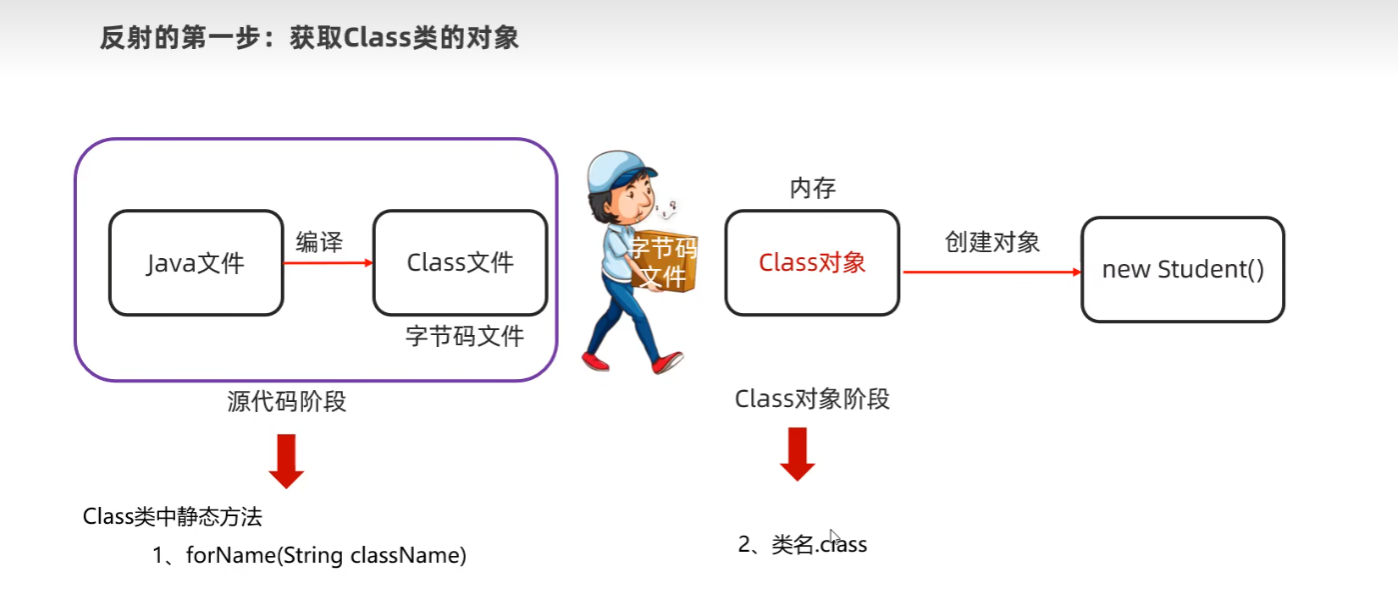 反射的第一步：获取Class类的对象
内存
编译
创建对象
Java文件
Class文件
字节码
文件
Class对象
new Student()
字节码文件
源代码阶段
Class对象阶段
Class类中静态方法
1、forName(String className)
2、类名.class